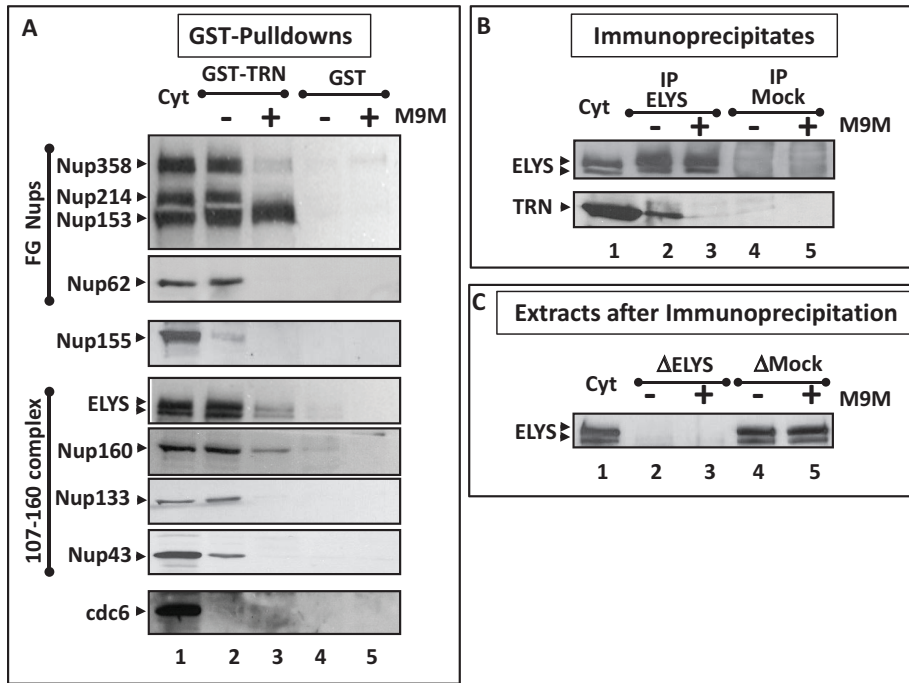 A
GST-Pulldowns
GST-TRN
GST
Cyt
- + - + M9M
FG Nups
Nup358
Nup214
Nup153
Nup62
Nup155
107-160 complex
ELYS
Nup160
Nup133
Nup43
cdc6
1 2 3 4 5
B
Immunoprecipitates
IP ELYS
IP Mock
Cyt
- + - + M9M
ELYS
TRN
1 2 3 4 5
C
Extracts after Immunoprecipitation
ΔELYS
ΔMock
Cyt
- + - + M9M
ELYS
1 2 3 4 5